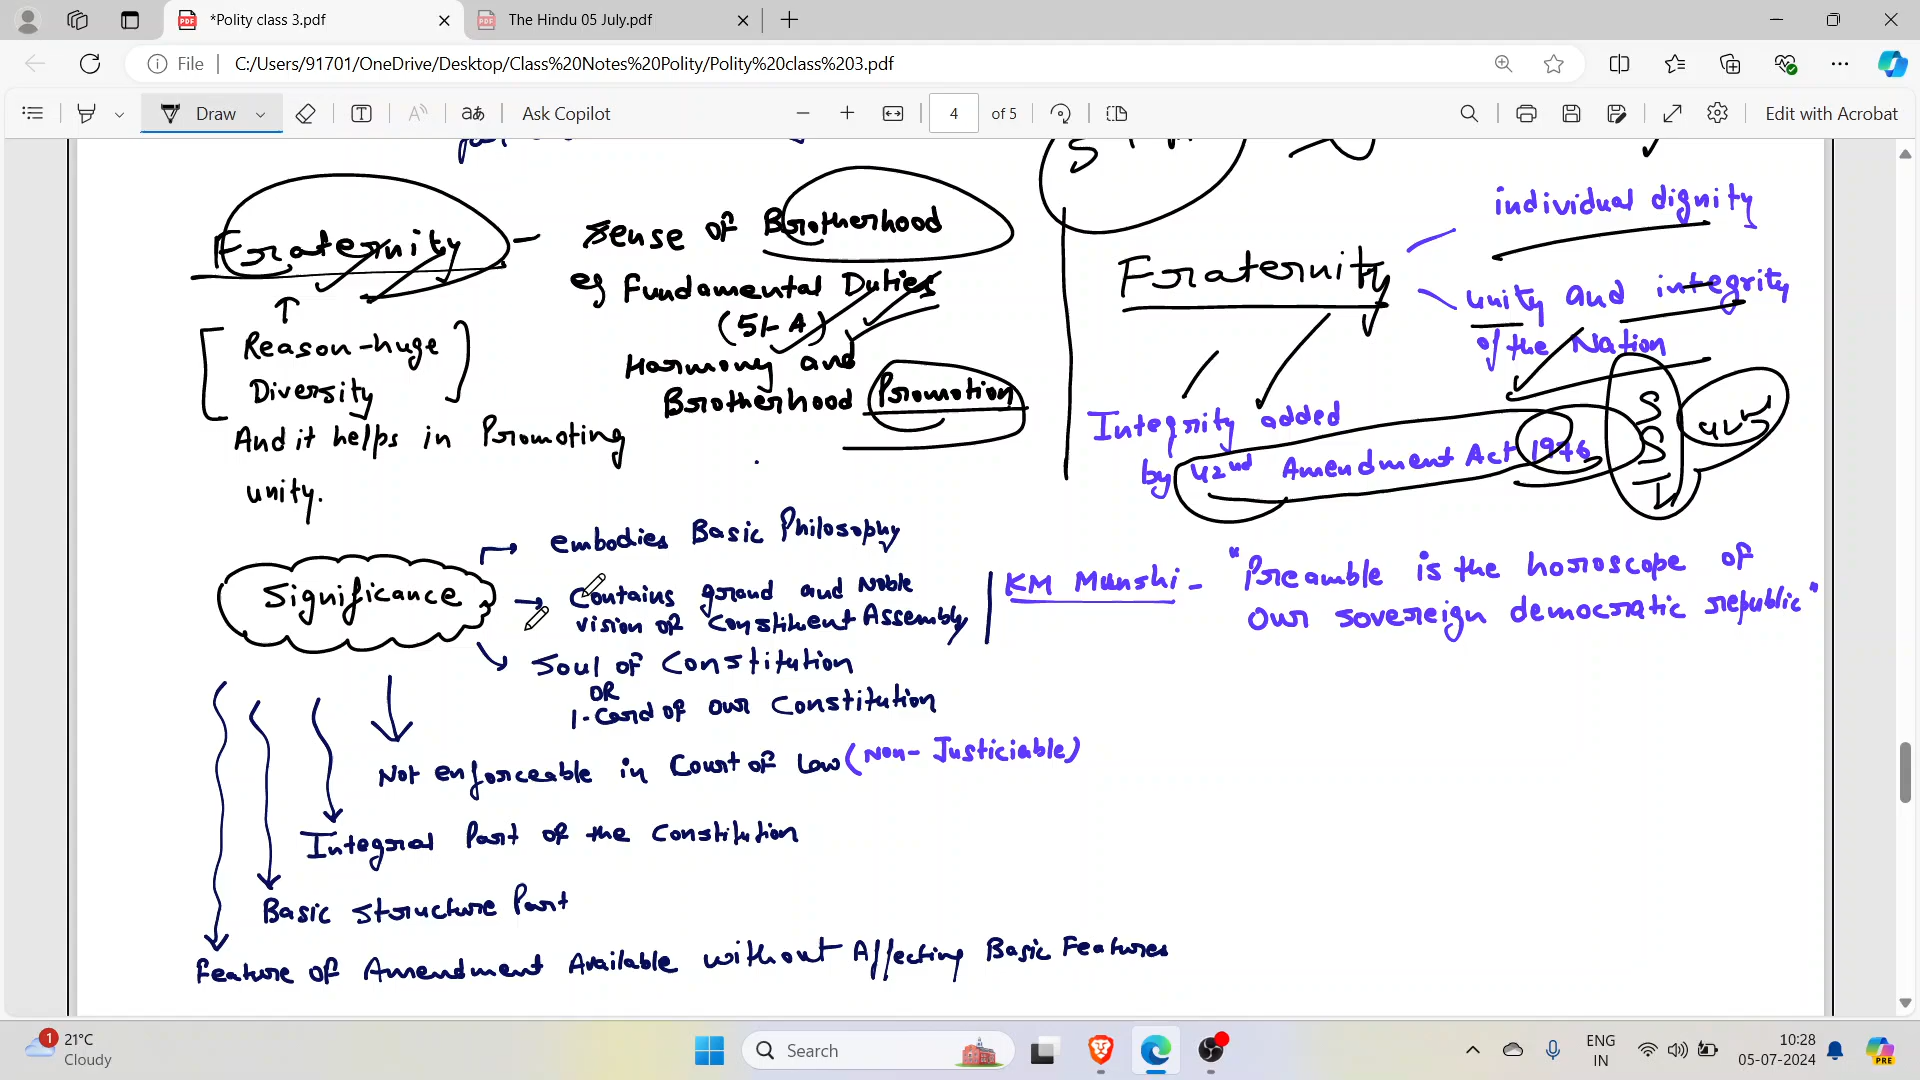 *Polity class 3.pdf
The Hindu 05 July.pdf
File
C:/Users/91701/OneDrive/Desktop/Class%20Notes%20Polity/Polity%20class%203.pdf
Draw
Ask Copilot
4
of 5
Edit with Acrobat
Fraternity - sense of Brotherhood
eg Fundamental Duties
(51-A)
Harmony and
Brotherhood Promotion
Reason-huge
Diversity
And it helps in Promoting
unity.
Fraternity
individual dignity
unity and integrity
of the Nation
Integrity added
by 42nd Amendment Act 1976
S
S
I
42nd
Significance
embodies Basic Philosophy
Contains grand and Noble
vision of Constituent Assembly
Soul of Constitution
OR
I-Card of our Constitution
KM Munshi - "Preamble is the horoscope of
our sovereign democratic republic"
Not enforceable in Court of Law (Non-Justiciable)
Integral Part of the Constitution
Basic structure Part
Feature of Amendment Available without Affecting Basic Features
1
21°C
Cloudy
Search
ENG
IN
10:28
05-07-2024
PRE